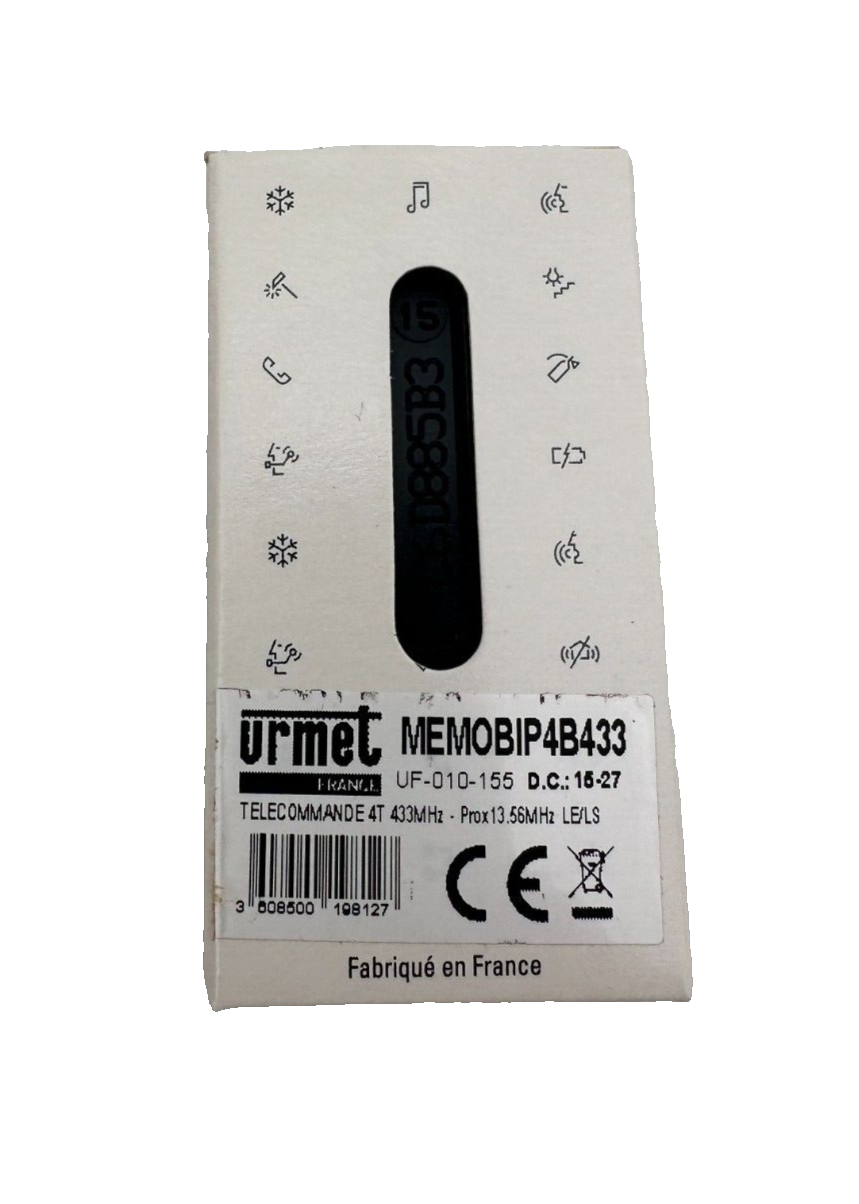 15
D885B3
urmet
FRANCE
MEMOBIP4B433
UF-010-155 D.C.: 15-27
TELECOMMANDE 4T 433MHz - Prox13.56MHz LE/LS
3 608500 198127
CE
Fabriqué en France